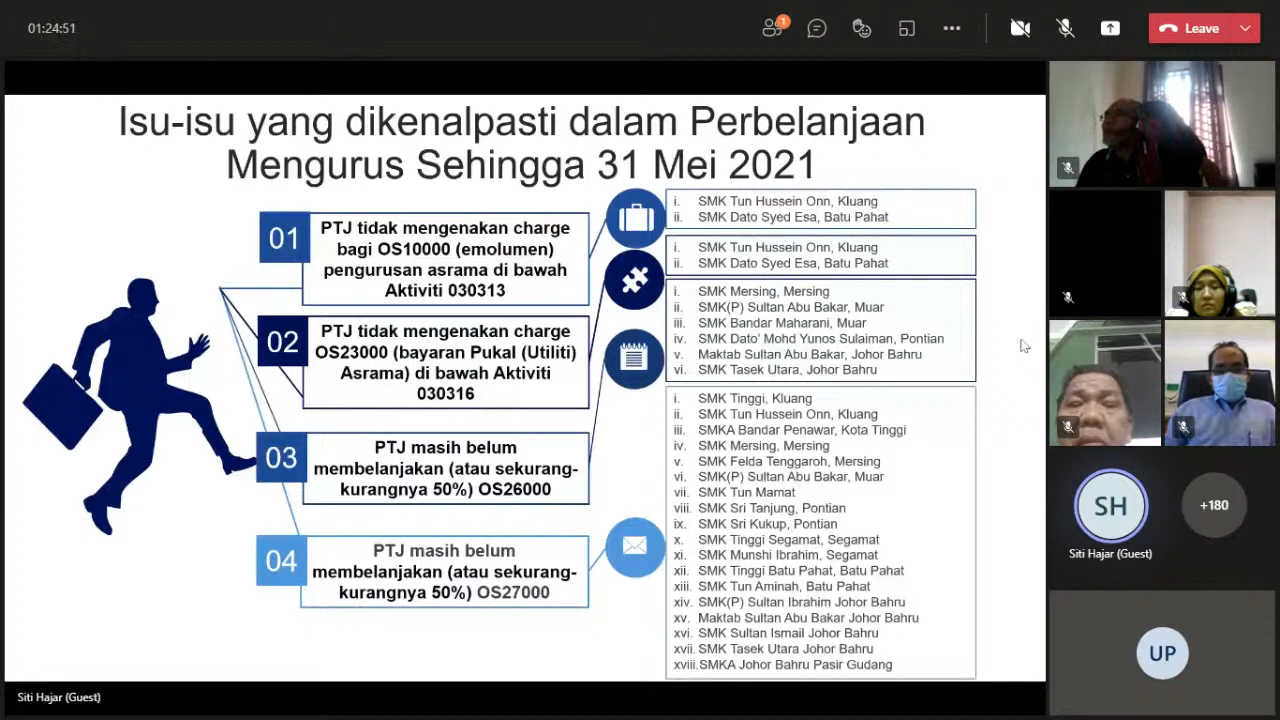 01:24:51
1
Leave
Isu-isu yang dikenalpasti dalam Perbelanjaan
Mengurus Sehingga 31 Mei 2021
01
PTJ tidak mengenakan charge
bagi OS10000 (emolumen)
pengurusan asrama di bawah
Aktiviti 030313
02
PTJ tidak mengenakan charge
OS23000 (bayaran Pukal (Utiliti)
Asrama) di bawah Aktiviti
030316
03
PTJ masih belum
membelanjakan (atau sekurang-
kurangnya 50%) OS26000
04
PTJ masih belum
membelanjakan (atau sekurang-
kurangnya 50%) OS27000
i. SMK Tun Hussein Onn, Kluang
ii. SMK Dato Syed Esa, Batu Pahat
i. SMK Tun Hussein Onn, Kluang
ii. SMK Dato Syed Esa, Batu Pahat
i. SMK Mersing, Mersing
ii. SMK(P) Sultan Abu Bakar, Muar
iii. SMK Bandar Maharani, Muar
iv. SMK Dato' Mohd Yunos Sulaiman, Pontian
v. Maktab Sultan Abu Bakar, Johor Bahru
vi. SMK Tasek Utara, Johor Bahru
i. SMK Tinggi, Kluang
ii. SMK Tun Hussein Onn, Kluang
iii. SMKA Bandar Penawar, Kota Tinggi
iv. SMK Mersing, Mersing
v. SMK Felda Tenggaroh, Mersing
vi. SMK(P) Sultan Abu Bakar, Muar
vii. SMK Tun Mamat
viii. SMK Sri Tanjung, Pontian
ix. SMK Sri Kukup, Pontian
x. SMK Tinggi Segamat, Segamat
xi. SMK Munshi Ibrahim, Segamat
xii. SMK Tinggi Batu Pahat, Batu Pahat
xiii. SMK Tun Aminah, Batu Pahat
xiv. SMK(P) Sultan Ibrahim Johor Bahru
xv. Maktab Sultan Abu Bakar Johor Bahru
xvi. SMK Sultan Ismail Johor Bahru
xvii. SMK Tasek Utara Johor Bahru
xviii. SMKA Johor Bahru Pasir Gudang
SH
+180
Siti Hajar (Guest)
UP
Siti Hajar (Guest)